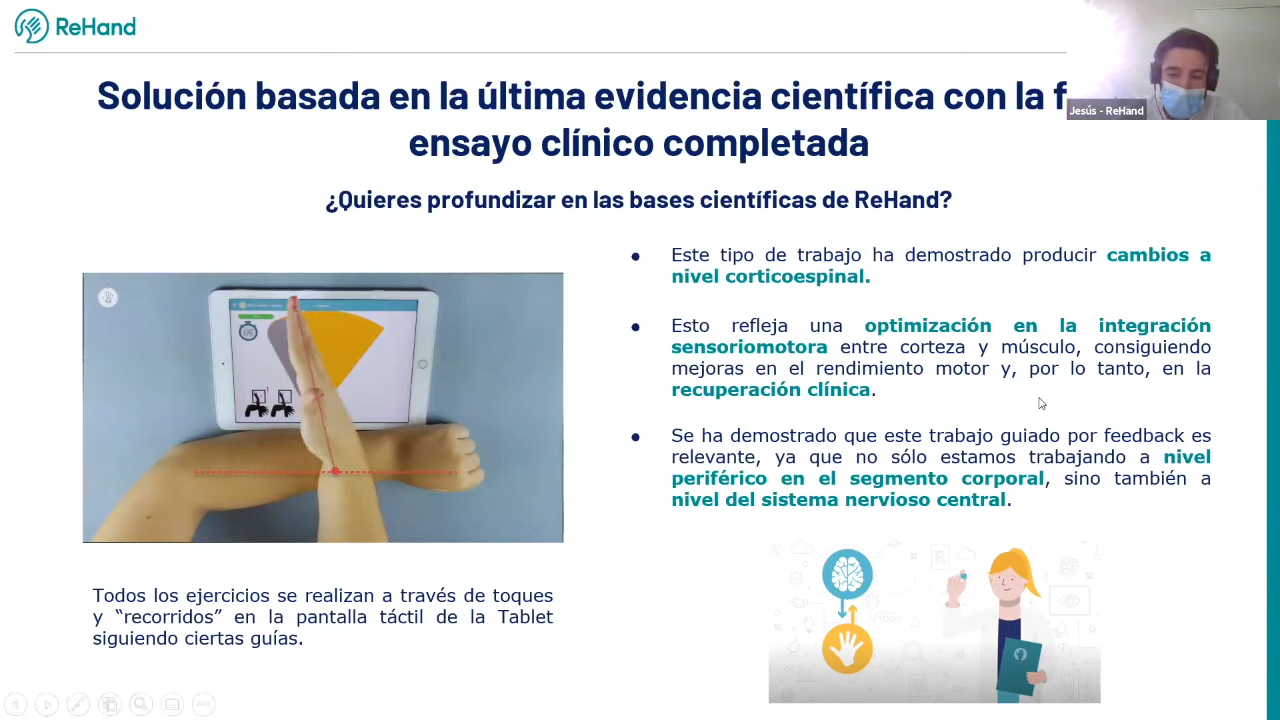 ReHand
Solución basada en la última evidencia científica con la f
ensayo clínico completada
Jesús - ReHand
¿Quieres profundizar en las bases científicas de ReHand?
● Este tipo de trabajo ha demostrado producir cambios a
nivel corticoespinal.
● Esto refleja una optimización en la integración
sensoriomotora entre corteza y músculo, consiguiendo
mejoras en el rendimiento motor y, por lo tanto, en la
recuperación clínica.
● Se ha demostrado que este trabajo guiado por feedback es
relevante, ya que no sólo estamos trabajando a nivel
periférico en el segmento corporal, sino también a
nivel del sistema nervioso central.
Todos los ejercicios se realizan a través de toques
y “recorridos” en la pantalla táctil de la Tablet
siguiendo ciertas guías.